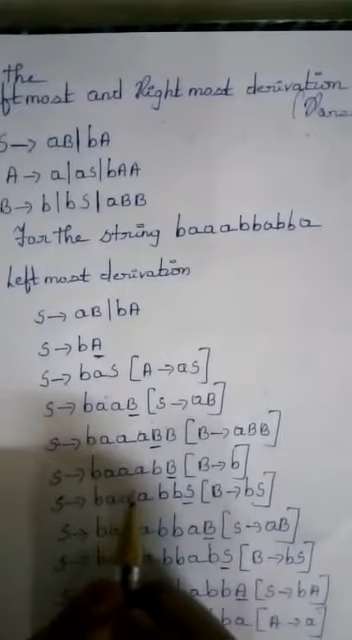 the
ftmost and Right most derivation
S → aB|bA
A → a|as|bAA
B → b|bS|aBB
For the string baaabbabba
Left most derivation
S → aB|bA
S → bA
S → baS [A → aS]
S → baaB [S → aB]
S → baaaBB [B → aBB]
S → baaabB [B → b]
S → baaabbS [B → bS]
S → abbaB [S → aB]
S → bbabS [B → bS]
abbA [S → bA]
ba [A → a]